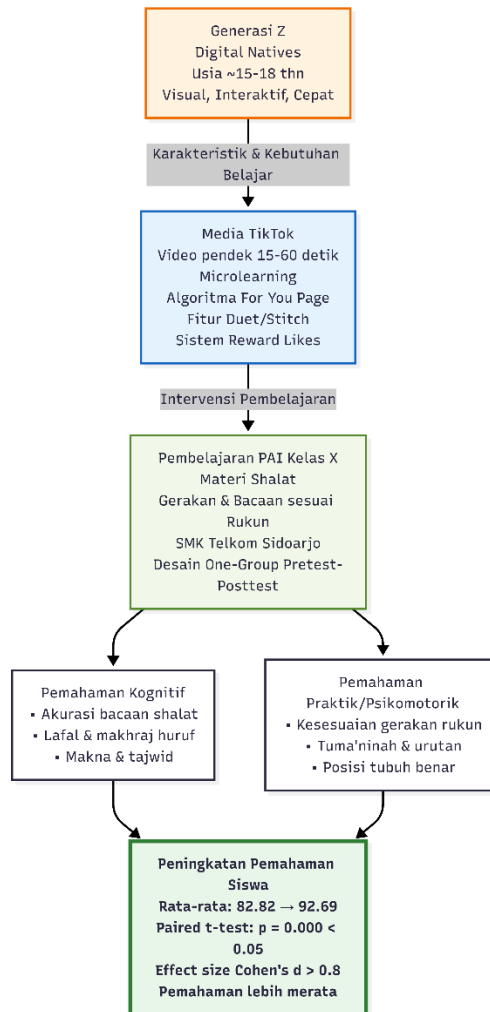 Generasi Z
Digital Natives
Usia ~15-18 thn
Visual, Interaktif, Cepat
Karakteristik & Kebutuhan
Belajar
Media TikTok
Video pendek 15-60 detik
Microlearning
Algoritma For You Page
Fitur Duet/Stitch
Sistem Reward Likes
Intervensi Pembelajaran
Pembelajaran PAI Kelas X
Materi Shalat
Gerakan & Bacaan sesuai
Rukun
SMK Telkom Sidoarjo
Desain One-Group Pretest-
Posttest
Pemahaman Kognitif
▪ Akurasi bacaan shalat
▪ Lafal & makhraj huruf
▪ Makna & tajwid
Pemahaman
Praktik/Psikomotorik
▪ Kesesuaian gerakan rukun
▪ Tuma'ninah & urutan
▪ Posisi tubuh benar
Peningkatan Pemahaman
Siswa
Rata-rata: 82.82 → 92.69
Paired t-test: p = 0.000 <
0.05
Effect size Cohen's d > 0.8
Pemahaman lebih merata